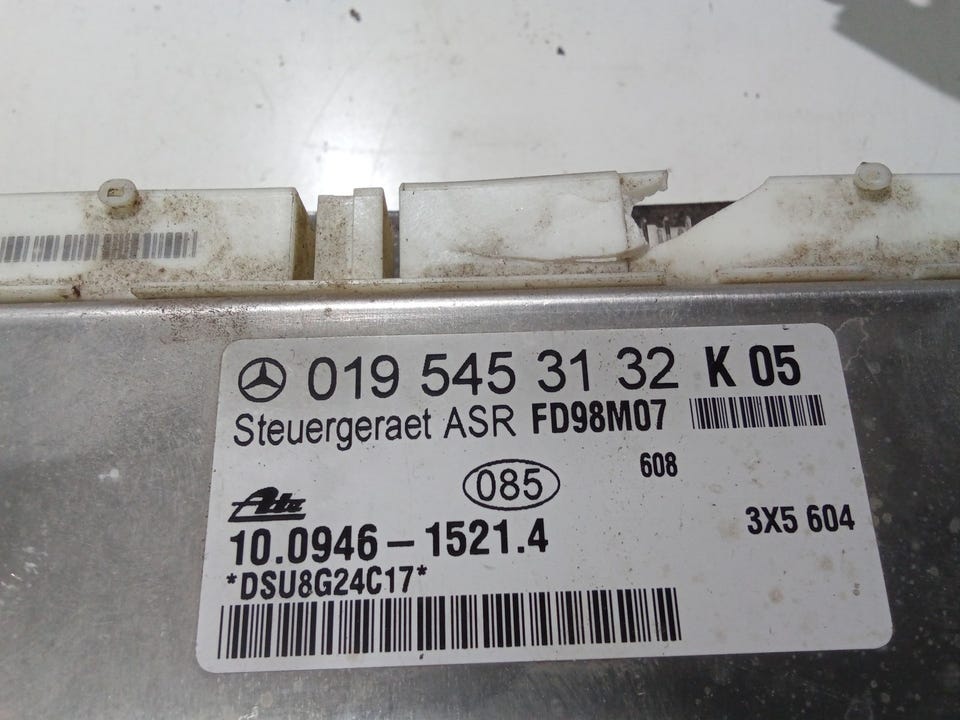 019 545 31 32 K 05
Steuergeraet ASR FD98M07
085 608
Ate
10.0946-1521.4 3X5 604
*DSU8G24C17*